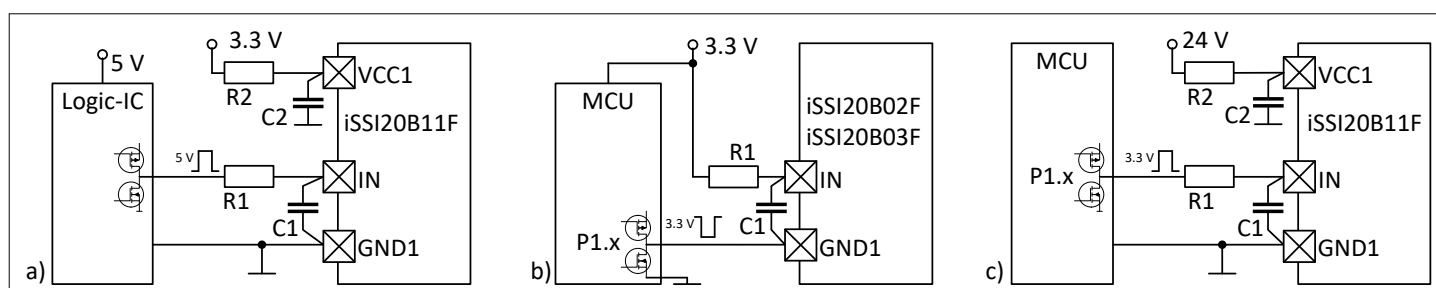 3.3 V
5 V
VCC1
Logic-IC
R2
C2
iSSI20B11F
5 V
IN
R1
C1
GND1
a)
3.3 V
MCU
iSSI20B02F
iSSI20B03F
R1
IN
3.3 V
C1
P1.x
GND1
b)
24 V
MCU
VCC1
R2
C2
iSSI20B11F
3.3 V
P1.x
IN
R1
C1
GND1
c)